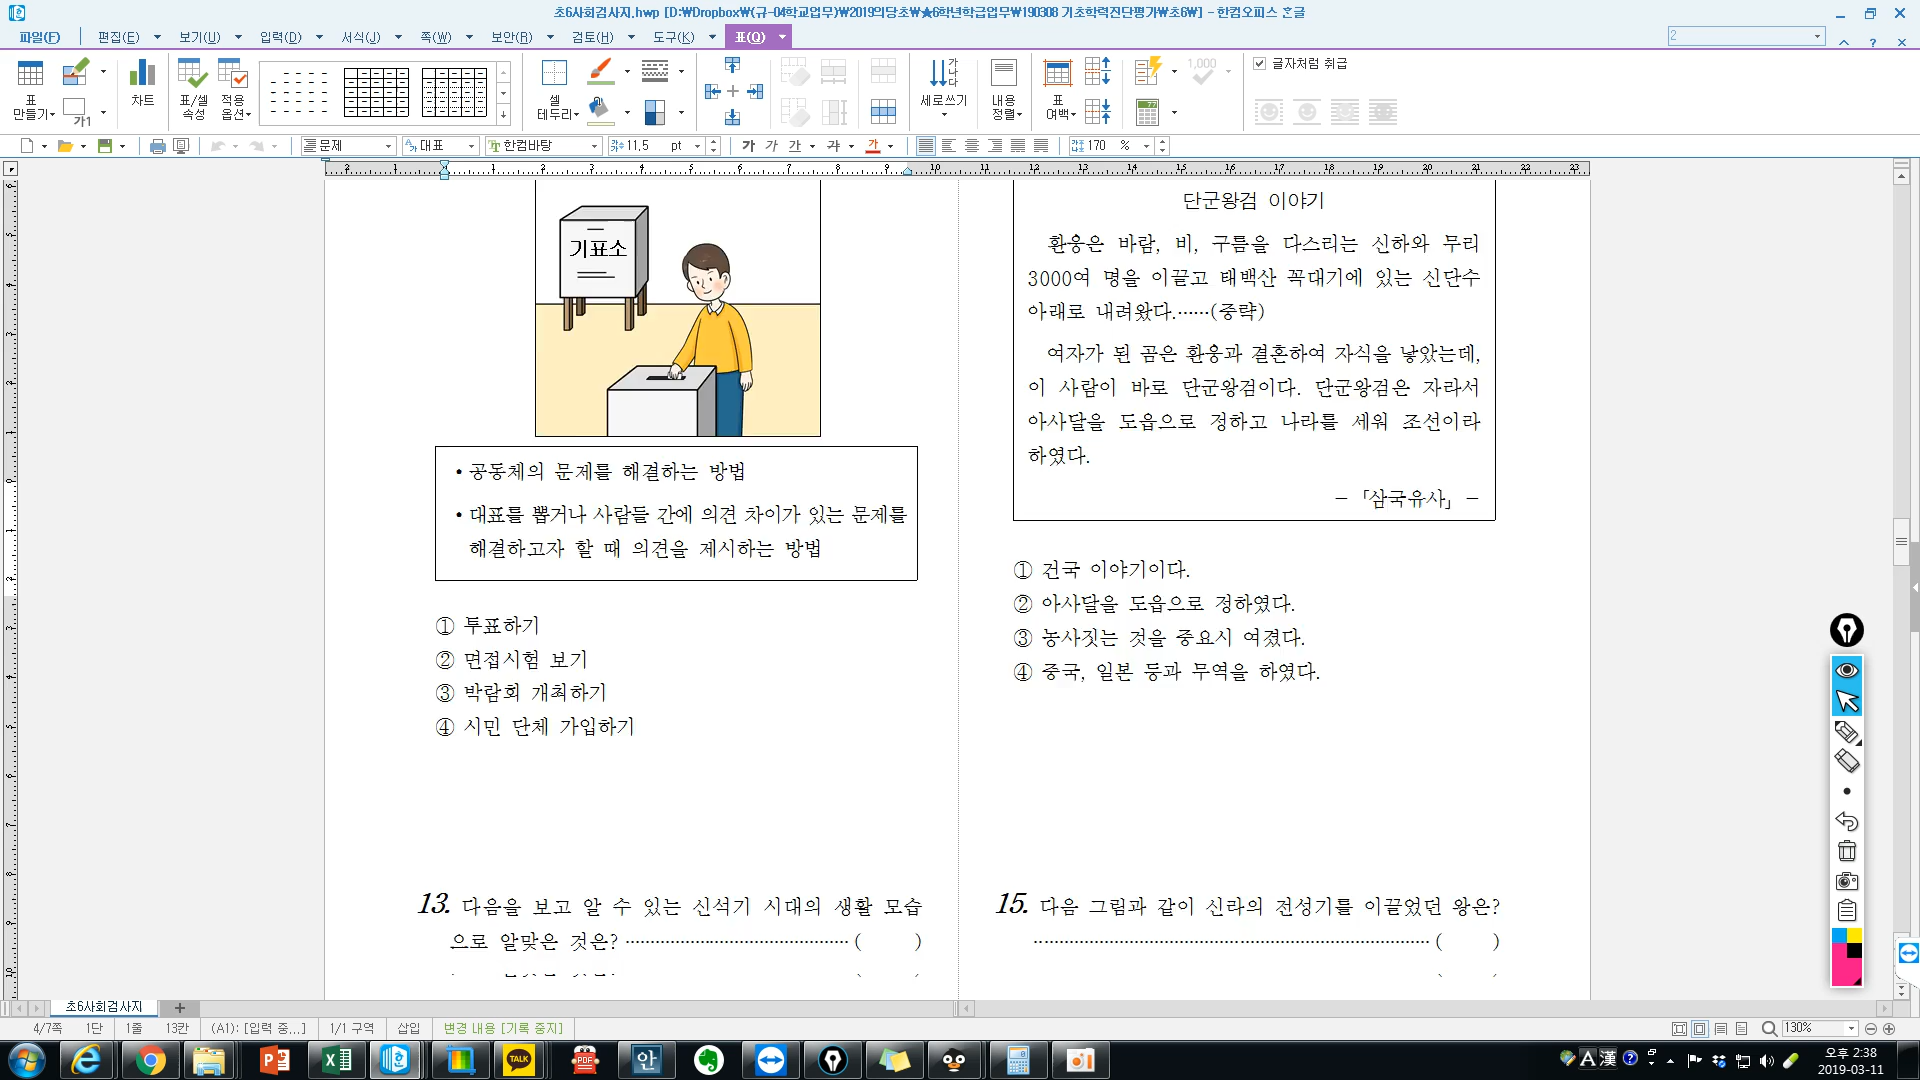 초6사회검사지.hwp [D:₩Dropbox₩(규-04학교업무)₩2019의당초₩★6학년학급업무₩190308 기초학력진단평가₩초6₩] - 한컴오피스 한글
파일(F) 편집(E) 보기(U) 입력(D) 서식(J) 쪽(W) 보안(R) 검토(H) 도구(K) 표(Q)
2
표 만들기 가1 차트 표/셀 속성 적용 옵션 셀 테두리 세로쓰기 내용 정렬 표 여백 1,000 글자처럼 취급
문제 대표 한컴바탕 11.5 pt 가 가 가 가 가 170 %
기표소
• 공동체의 문제를 해결하는 방법
• 대표를 뽑거나 사람들 간에 의견 차이가 있는 문제를
해결하고자 할 때 의견을 제시하는 방법
① 투표하기
② 면접시험 보기
③ 박람회 개최하기
④ 시민 단체 가입하기
13. 다음을 보고 알 수 있는 신석기 시대의 생활 모습
으로 알맞은 것은? ······································· ( )
단군왕검 이야기
환웅은 바람, 비, 구름을 다스리는 신하와 무리
3000여 명을 이끌고 태백산 꼭대기에 있는 신단수
아래로 내려왔다.……(중략)
여자가 된 곰은 환웅과 결혼하여 자식을 낳았는데,
이 사람이 바로 단군왕검이다. 단군왕검은 자라서
아사달을 도읍으로 정하고 나라를 세워 조선이라
하였다.
－「삼국유사」－
① 건국 이야기이다.
② 아사달을 도읍으로 정하였다.
③ 농사짓는 것을 중요시 여겼다.
④ 중국, 일본 등과 무역을 하였다.
15. 다음 그림과 같이 신라의 전성기를 이끌었던 왕은?
······································································· ( )
초6사회검사지
4/7쪽 1단 1줄 13칸 (A1): [입력 중...] 1/1 구역 삽입 변경 내용 [기록 중지] 130%
TALK PDF 안 A 漢 오후 2:38
2019-03-11